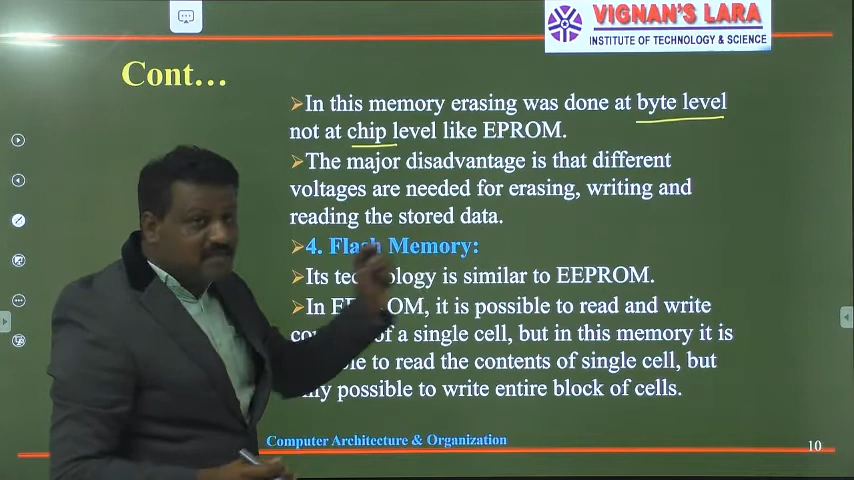 VIGNAN'S LARA
INSTITUTE OF TECHNOLOGY & SCIENCE
Cont...
➢In this memory erasing was done at byte level
not at chip level like EPROM.
➢The major disadvantage is that different
voltages are needed for erasing, writing and
reading the stored data.
➢4. Flash Memory:
➢Its technology is similar to EEPROM.
➢In OM, it is possible to read and write
of a single cell, but in this memory it is
to read the contents of single cell, but
possible to write entire block of cells.
Computer Architecture & Organization
10